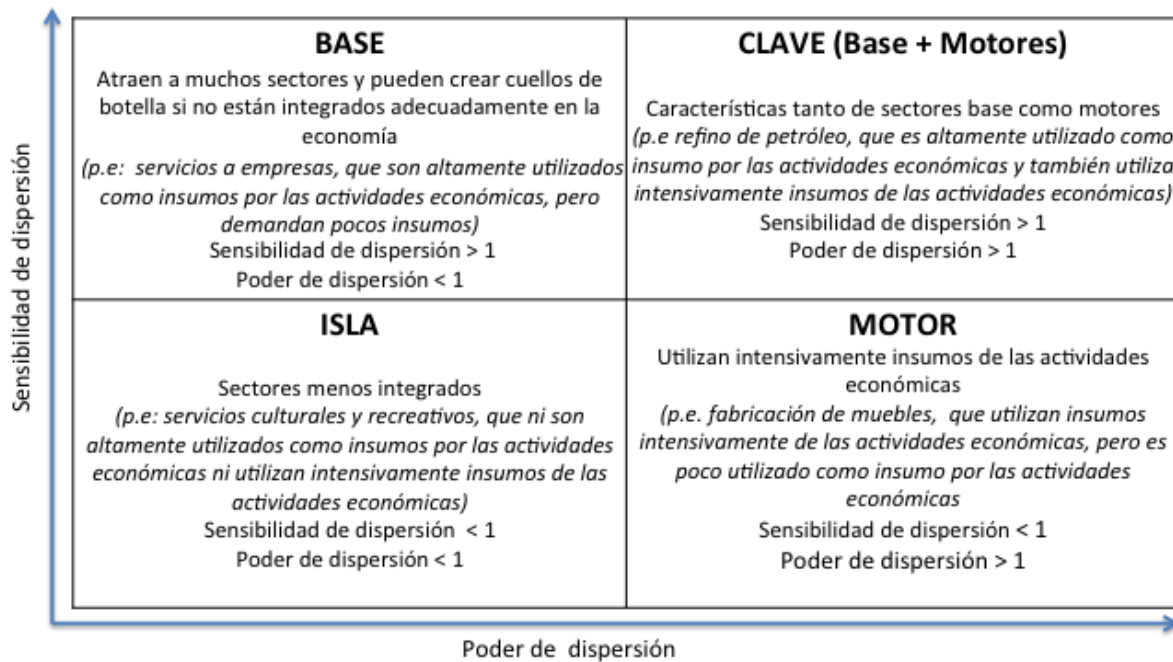 Sensibilidad de dispersión
BASE
Atraen a muchos sectores y pueden crear cuellos de
botella si no están integrados adecuadamente en la
economía
(p.e: servicios a empresas, que son altamente utilizados
como insumos por las actividades económicas, pero
demandan pocos insumos)
Sensibilidad de dispersión > 1
Poder de dispersión < 1
CLAVE (Base + Motores)
Características tanto de sectores base como motores
(p.e refino de petróleo, que es altamente utilizado como
insumo por las actividades económicas y también utiliza
intensivamente insumos de las actividades económicas)
Sensibilidad de dispersión > 1
Poder de dispersión > 1
ISLA
Sectores menos integrados
(p.e: servicios culturales y recreativos, que ni son
altamente utilizados como insumos por las actividades
económicas ni utilizan intensivamente insumos de las
actividades económicas)
Sensibilidad de dispersión < 1
Poder de dispersión < 1
MOTOR
Utilizan intensivamente insumos de las actividades
económicas
(p.e. fabricación de muebles, que utilizan insumos
intensivamente de las actividades económicas, pero es
poco utilizado como insumo por las actividades
económicas
Sensibilidad de dispersión < 1
Poder de dispersión > 1
Poder de dispersión